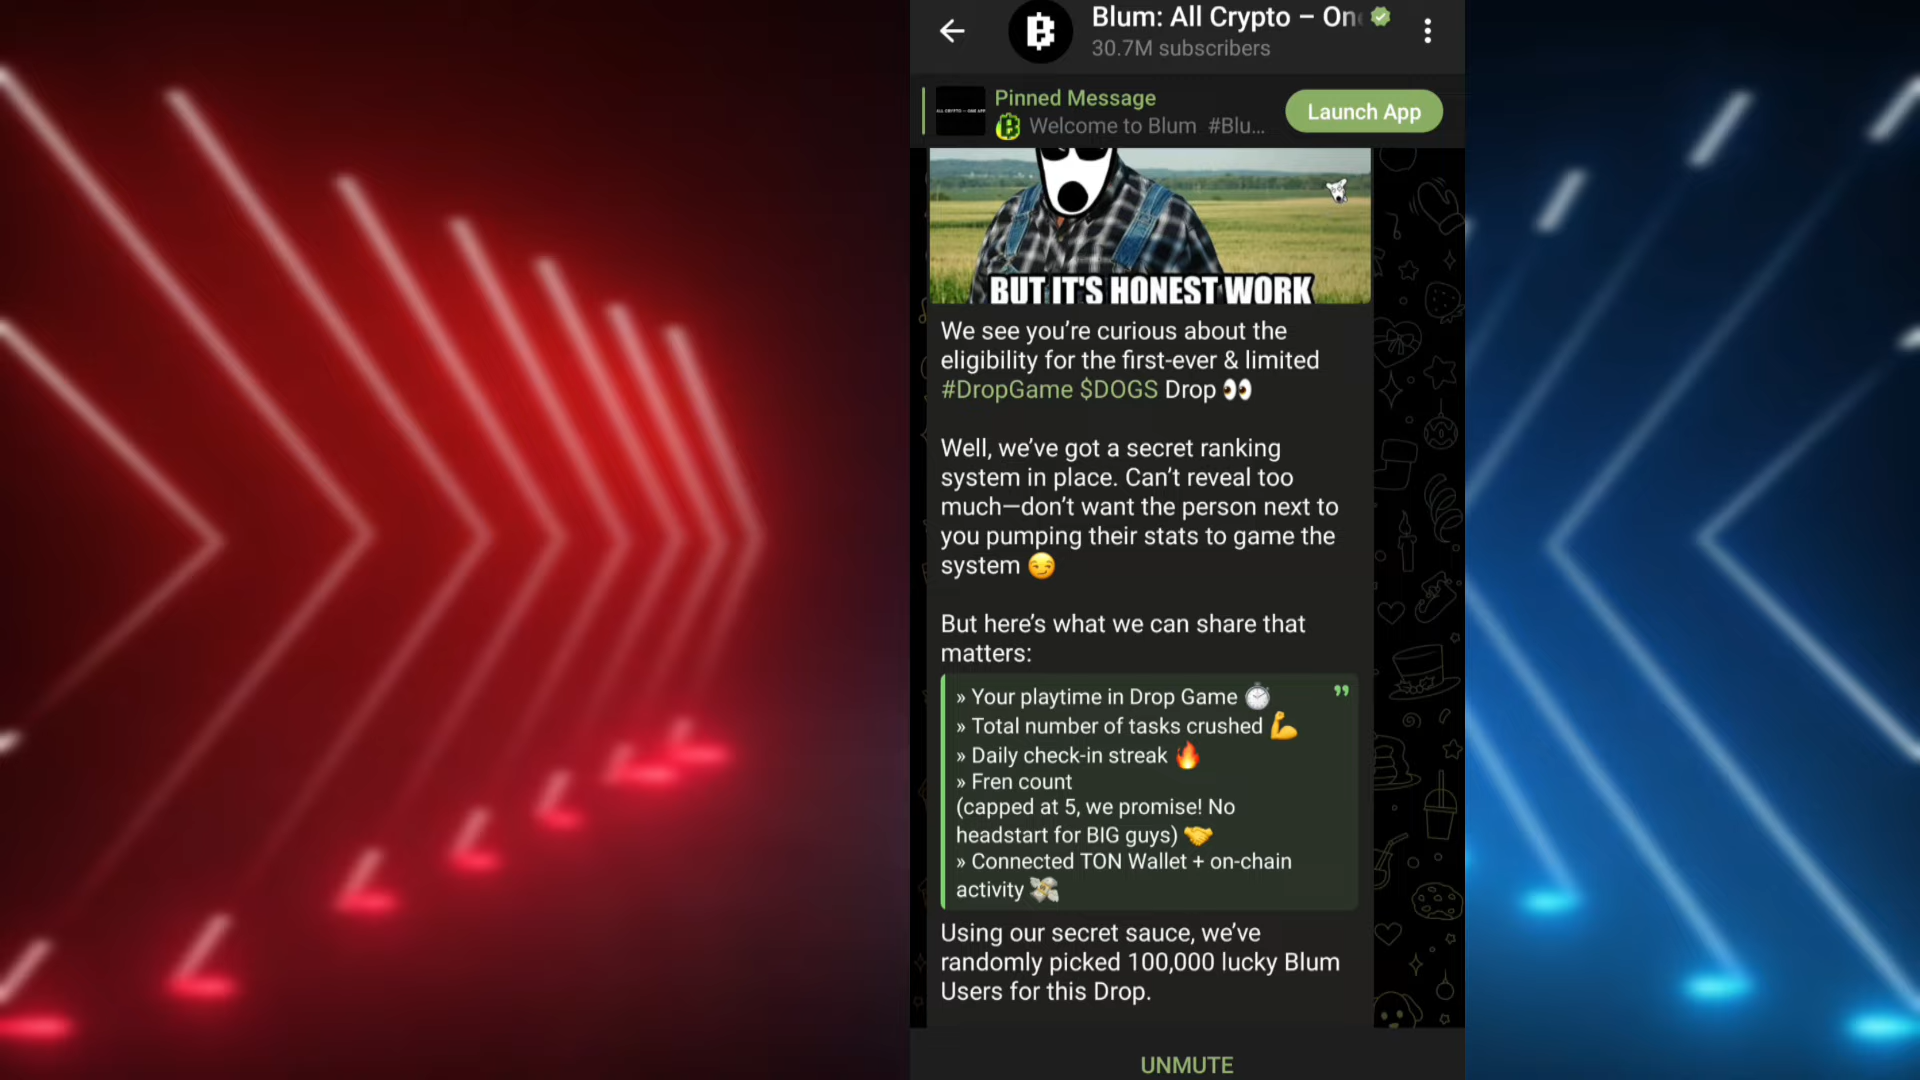 Blum: All Crypto – On
30.7M subscribers
Pinned Message
Welcome to Blum #Blu...
Launch App
BUT IT'S HONEST WORK
We see you’re curious about the
eligibility for the first-ever & limited
#DropGame $DOGS Drop 👀
Well, we’ve got a secret ranking
system in place. Can’t reveal too
much—don’t want the person next to
you pumping their stats to game the
system 😏
But here’s what we can share that
matters:
» Your playtime in Drop Game ⏱
» Total number of tasks crushed 💪
» Daily check-in streak 🔥
» Fren count
(capped at 5, we promise! No
headstart for BIG guys) 🤝
» Connected TON Wallet + on-chain
activity 💸
Using our secret sauce, we’ve
randomly picked 100,000 lucky Blum
Users for this Drop.
UNMUTE